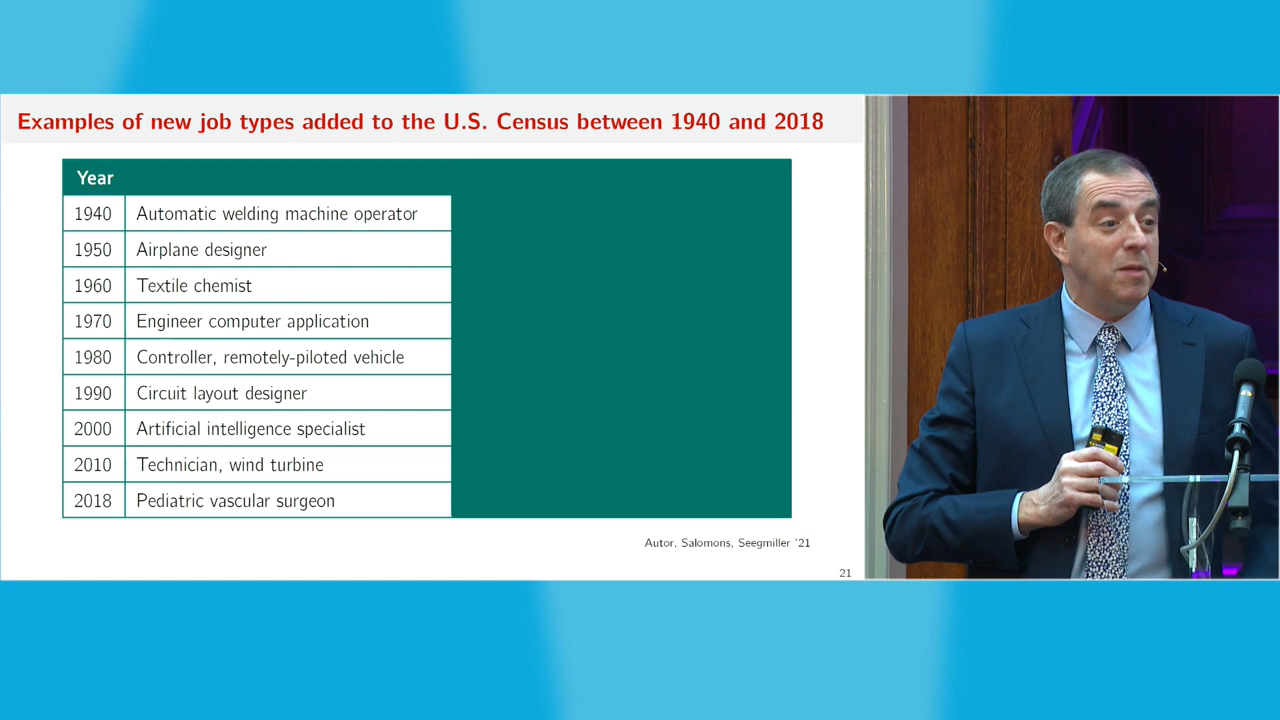 Examples of new job types added to the U.S. Census between 1940 and 2018
Year
1940 Automatic welding machine operator
1950 Airplane designer
1960 Textile chemist
1970 Engineer computer application
1980 Controller, remotely-piloted vehicle
1990 Circuit layout designer
2000 Artificial intelligence specialist
2010 Technician, wind turbine
2018 Pediatric vascular surgeon
Autor, Salomons, Seegmiller '21
21